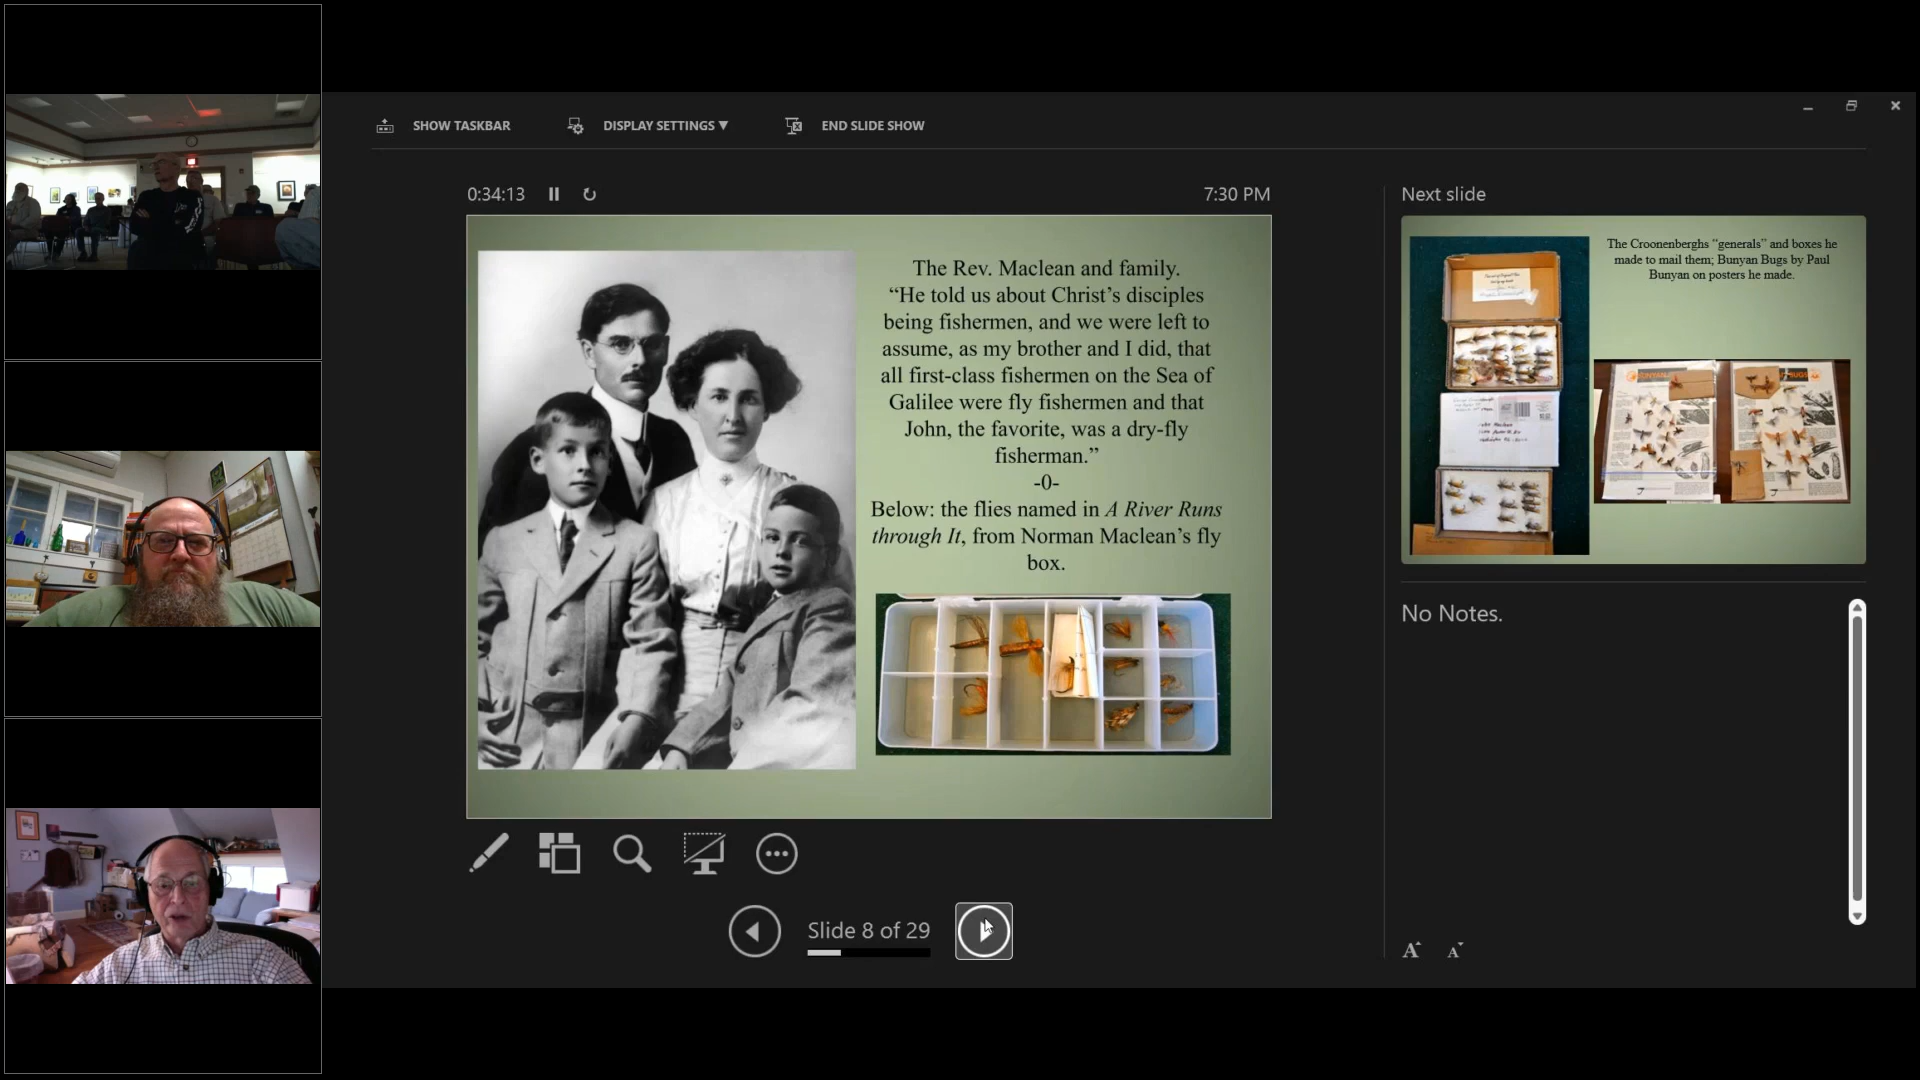 SHOW TASKBAR
DISPLAY SETTINGS ▼
END SLIDE SHOW
0:34:13
7:30 PM
The Rev. Maclean and family.
“He told us about Christ’s disciples
being fishermen, and we were left to
assume, as my brother and I did, that
all first-class fishermen on the Sea of
Galilee were fly fishermen and that
John, the favorite, was a dry-fly
fisherman.”
-0-
Below: the flies named in A River Runs
through It, from Norman Maclean’s fly
box.
Slide 8 of 29
Next slide
The Croonenberghs “generals” and boxes he
made to mail them; Bunyan Bugs by Paul
Bunyan on posters he made.
No Notes.
A A